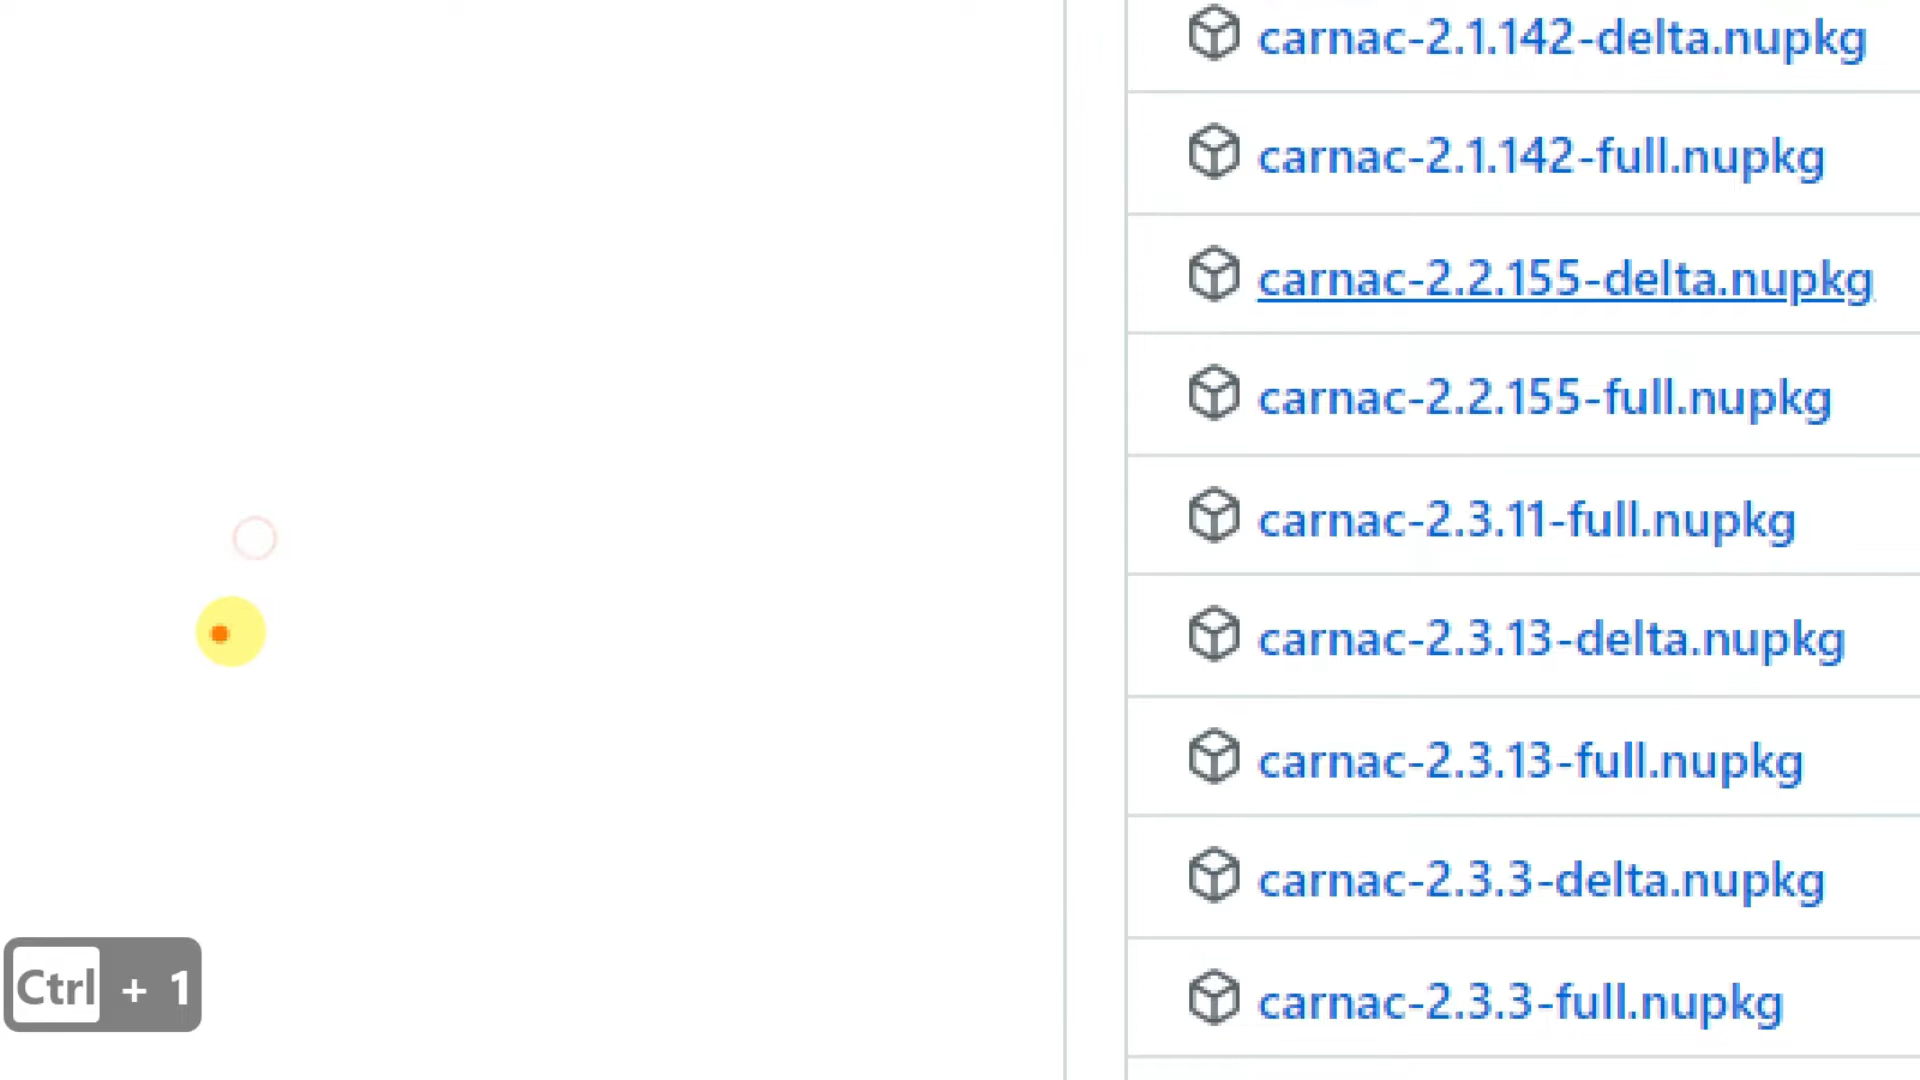 carnac-2.1.142-delta.nupkg
carnac-2.1.142-full.nupkg
carnac-2.2.155-delta.nupkg
carnac-2.2.155-full.nupkg
carnac-2.3.11-full.nupkg
carnac-2.3.13-delta.nupkg
carnac-2.3.13-full.nupkg
carnac-2.3.3-delta.nupkg
carnac-2.3.3-full.nupkg
Ctrl + 1